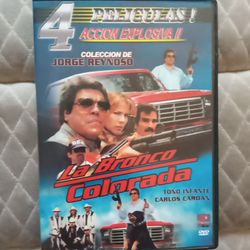 4 PELICULAS!
ACCION EXPLOSIVA!!
COLECCION DE
JORGE REYNOSO
La Bronco
Colorada
TOÑO INFANTE
CARLOS CARDAN
DVD